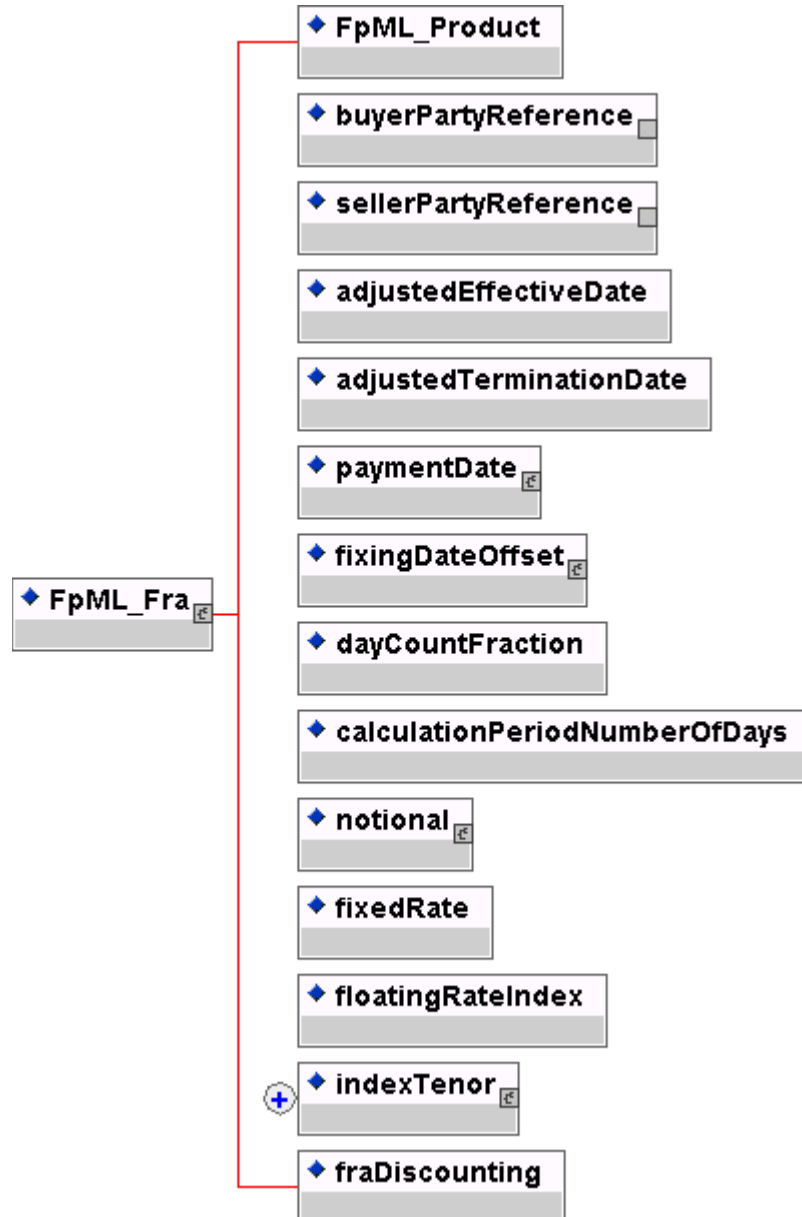 FpML_Product
buyerPartyReference
sellerPartyReference
adjustedEffectiveDate
adjustedTerminationDate
paymentDate
fixingDateOffset
FpML_Fra
dayCountFraction
calculationPeriodNumberOfDays
notional
fixedRate
floatingRateIndex
indexTenor
fraDiscounting